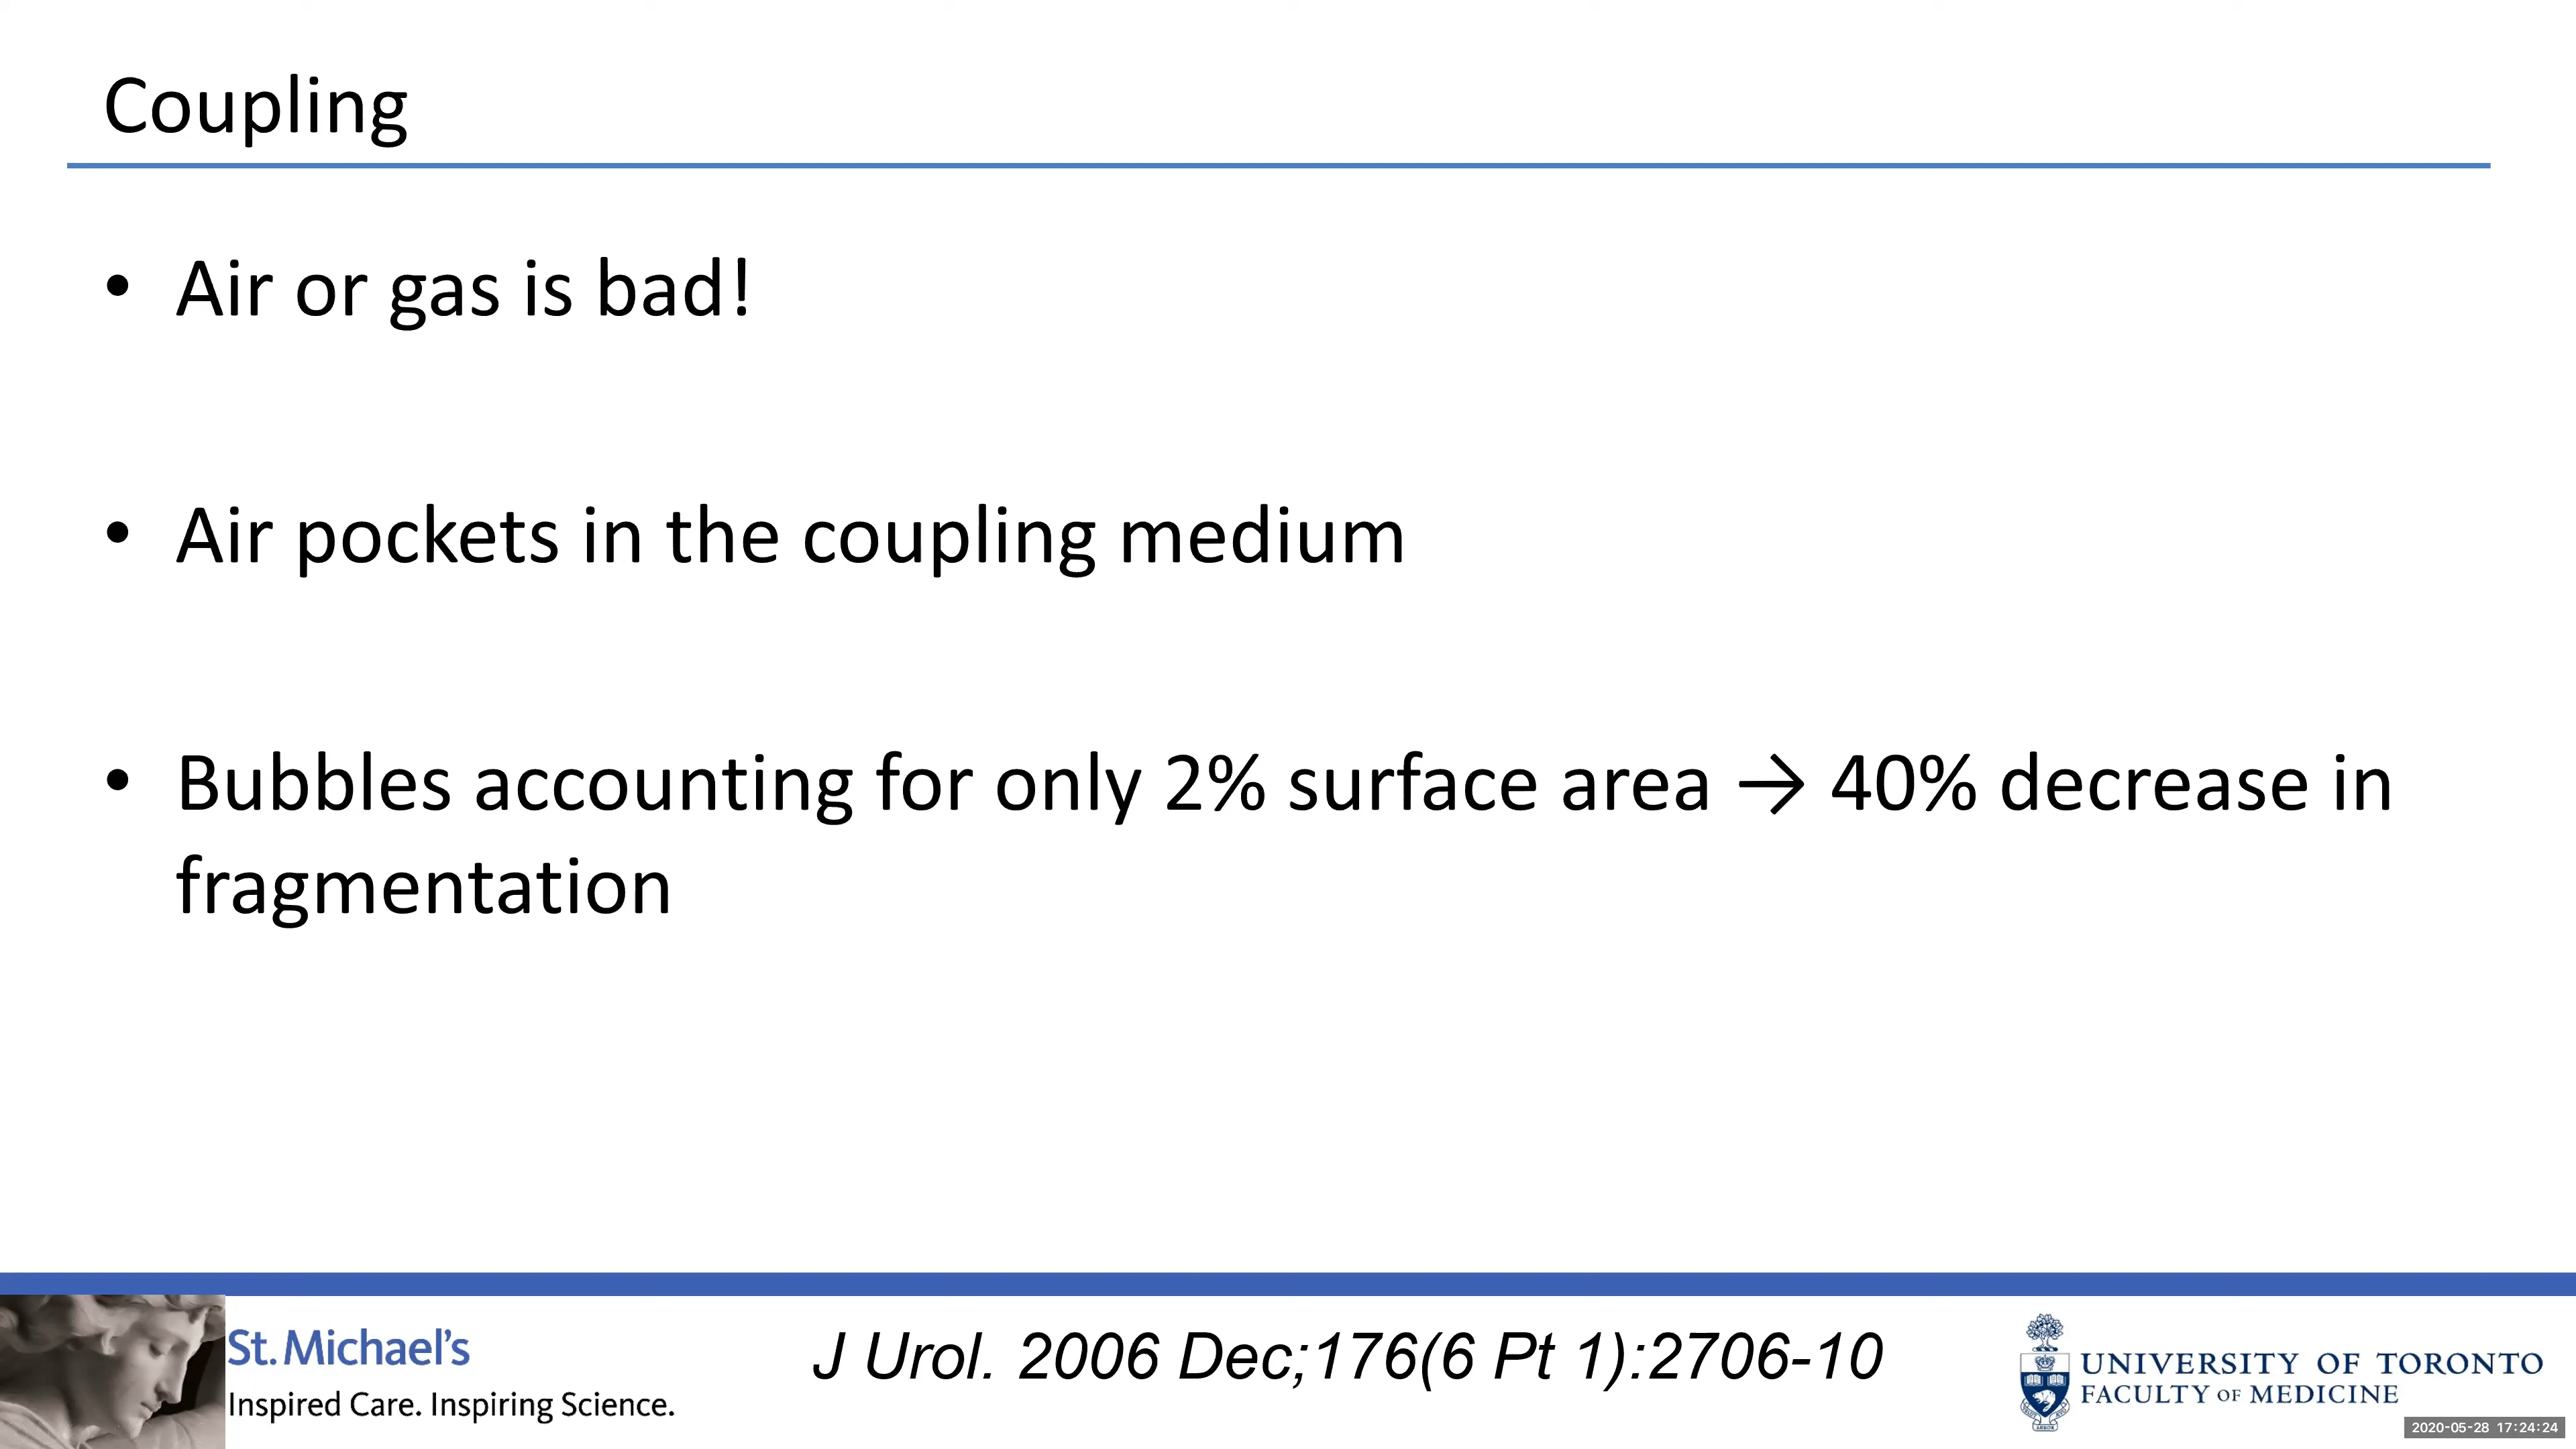 Coupling
• Air or gas is bad!
• Air pockets in the coupling medium
• Bubbles accounting for only 2% surface area → 40% decrease in
fragmentation
St. Michael's
Inspired Care. Inspiring Science.
J Urol. 2006 Dec;176(6 Pt 1):2706-10
UNIVERSITY OF TORONTO
FACULTY OF MEDICINE
2020-05-28 17:24:24